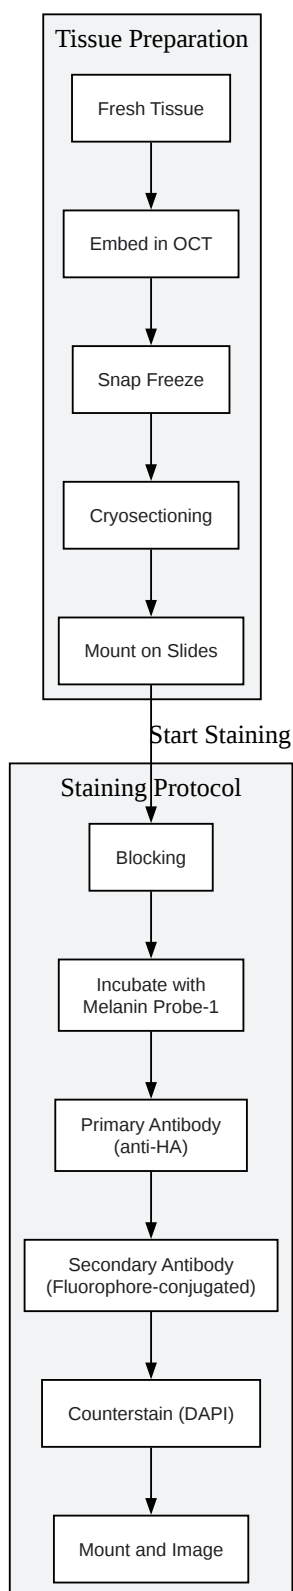 Tissue Preparation
Fresh Tissue
Embed in OCT
Snap Freeze
Cryosectioning
Mount on Slides
Start Staining
Staining Protocol
Blocking
Incubate with
Melanin Probe-1
Primary Antibody
(anti-HA)
Secondary Antibody
(Fluorophore-conjugated)
Counterstain (DAPI)
Mount and Image